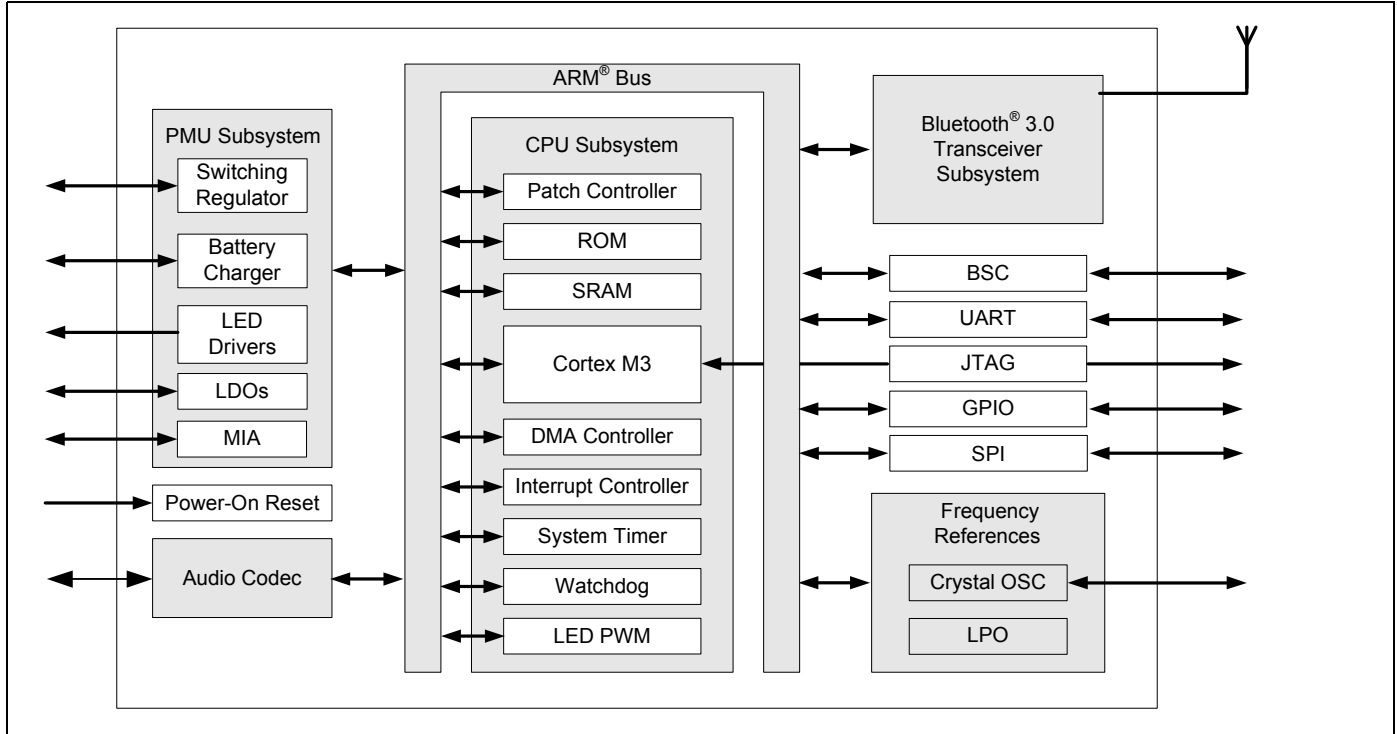 ARM® Bus
PMU Subsystem
Switching
Regulator
Battery
Charger
LED
Drivers
LDOs
MIA
Power-On Reset
Audio Codec
CPU Subsystem
Patch Controller
ROM
SRAM
Cortex M3
DMA Controller
Interrupt Controller
System Timer
Watchdog
LED PWM
Bluetooth® 3.0
Transceiver
Subsystem
BSC
UART
JTAG
GPIO
SPI
Frequency
References
Crystal OSC
LPO